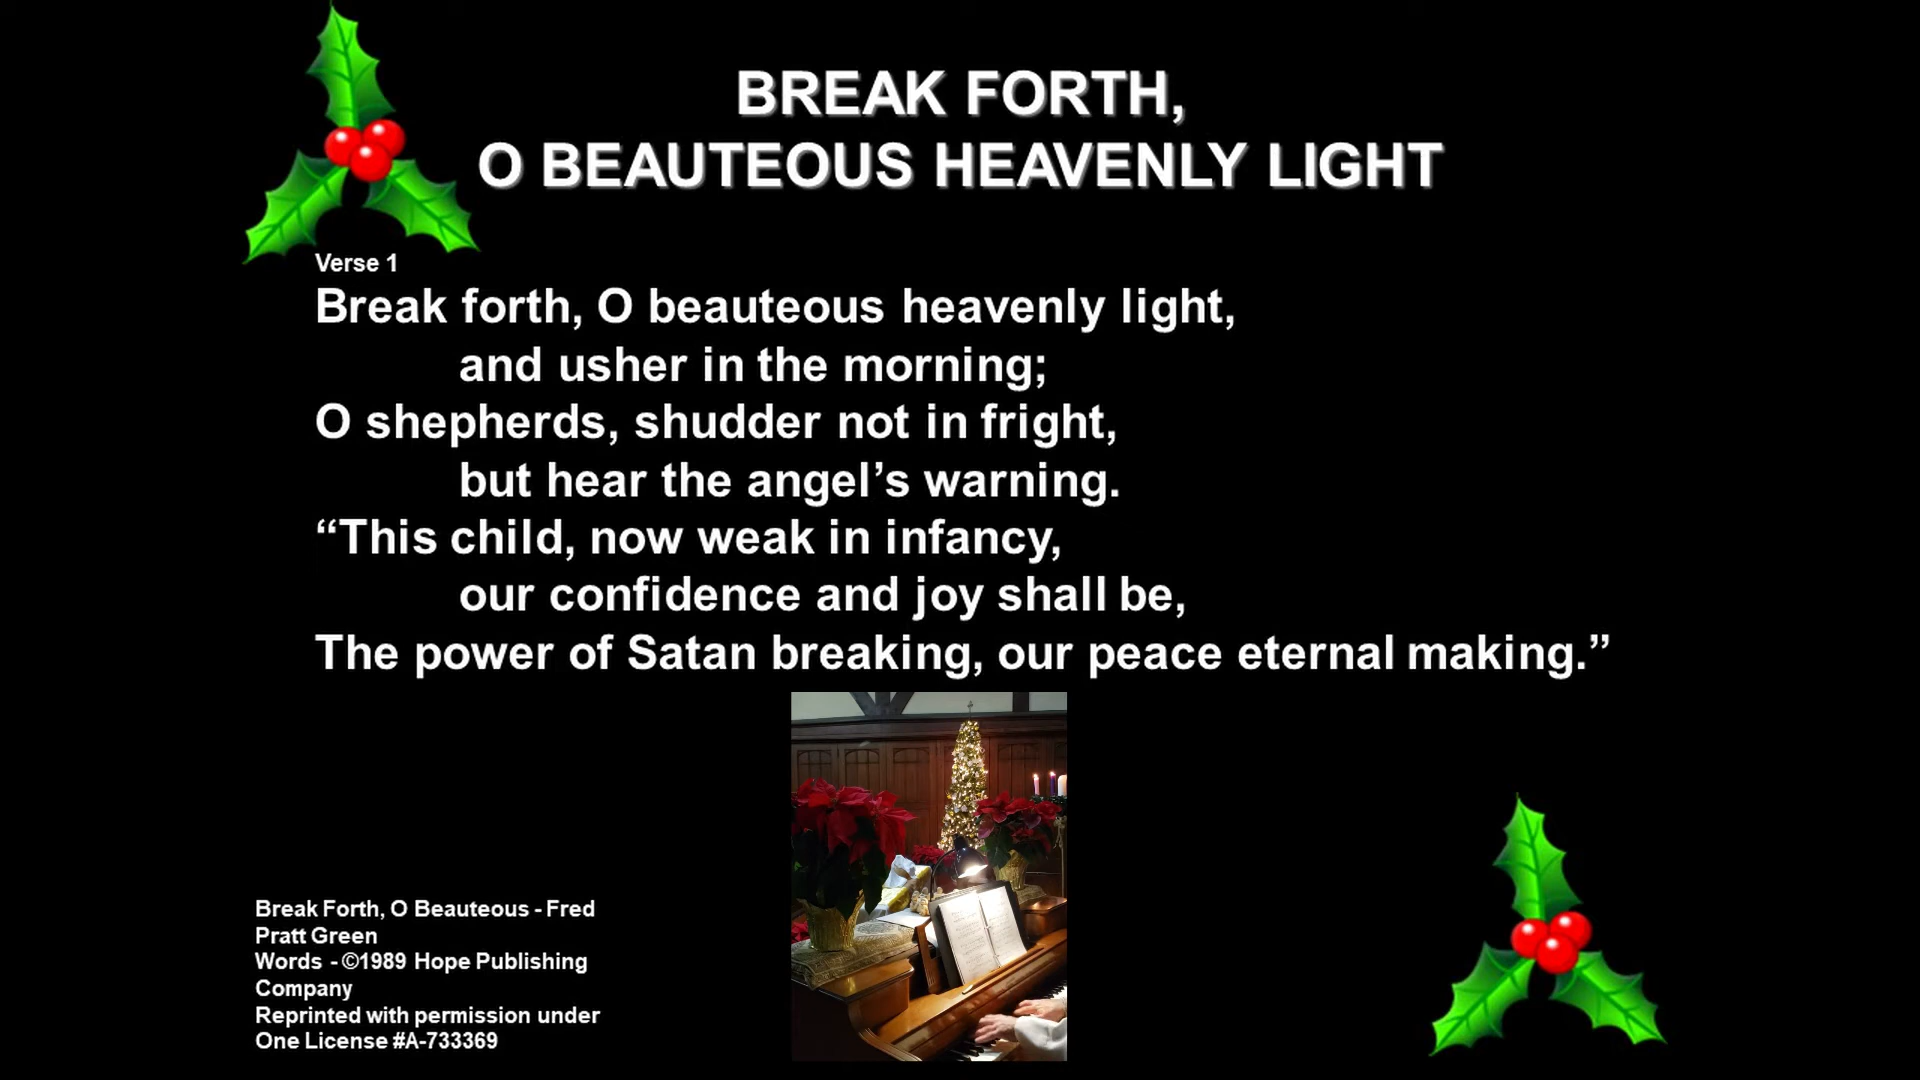 BREAK FORTH,
O BEAUTEOUS HEAVENLY LIGHT
Verse 1
Break forth, O beauteous heavenly light,
and usher in the morning;
O shepherds, shudder not in fright,
but hear the angel’s warning.
“This child, now weak in infancy,
our confidence and joy shall be,
The power of Satan breaking, our peace eternal making.”
Break Forth, O Beauteous - Fred
Pratt Green
Words - ©1989 Hope Publishing
Company
Reprinted with permission under
One License #A-733369